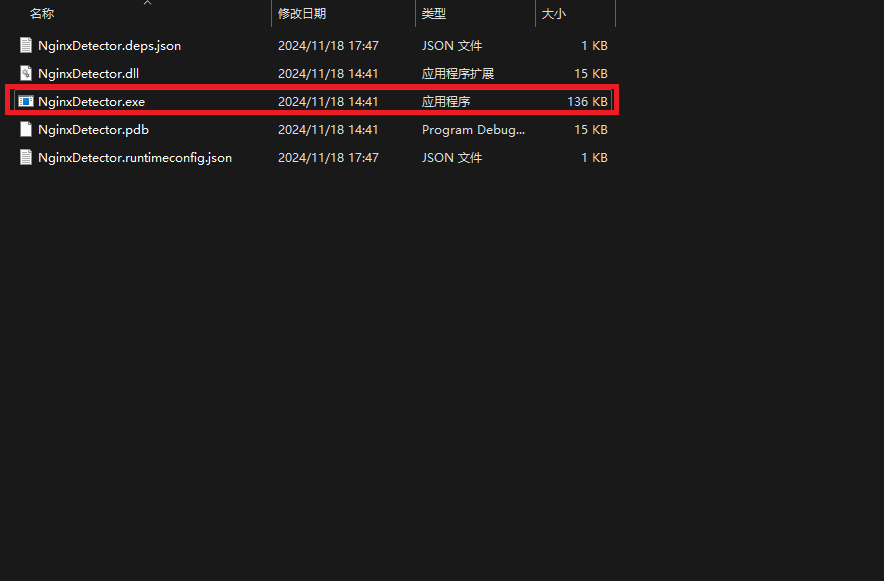 名称 修改日期 类型 大小
NginxDetector.deps.json 2024/11/18 17:47 JSON 文件 1 KB
NginxDetector.dll 2024/11/18 14:41 应用程序扩展 15 KB
NginxDetector.exe 2024/11/18 14:41 应用程序 136 KB
NginxDetector.pdb 2024/11/18 14:41 Program Debug... 15 KB
NginxDetector.runtimeconfig.json 2024/11/18 17:47 JSON 文件 1 KB